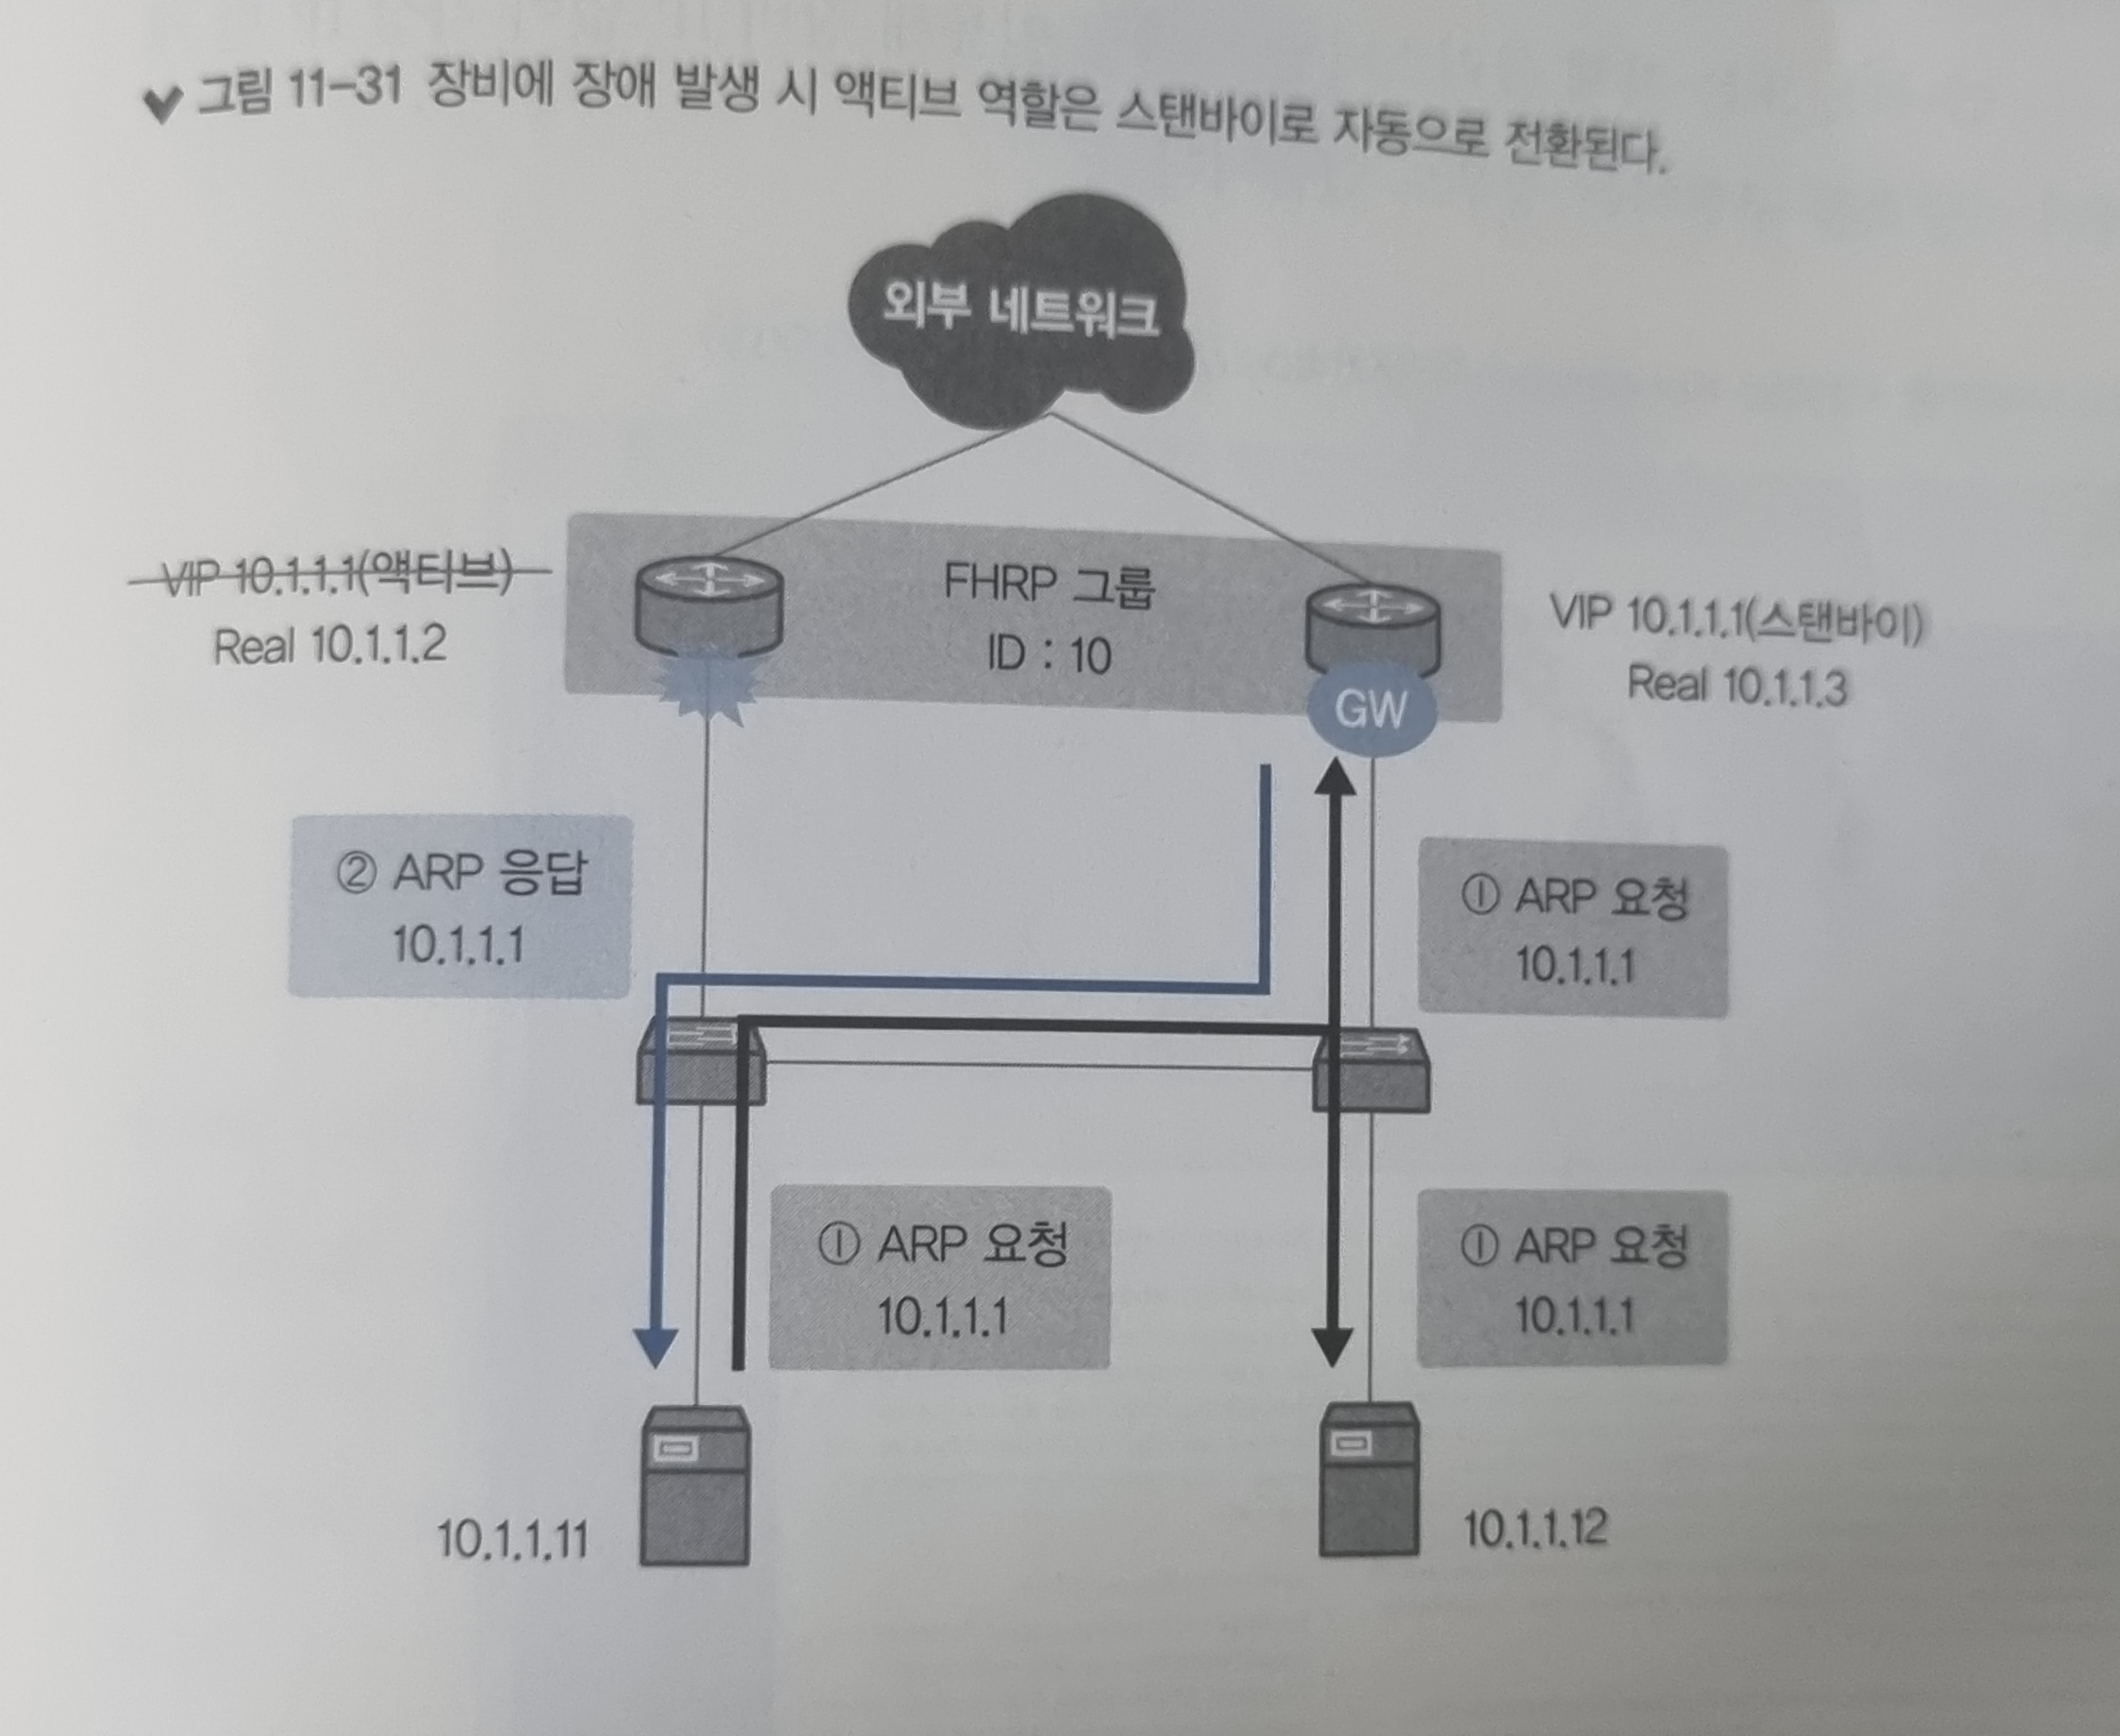 그림 11-31 장비에 장애 발생 시 액티브 역할은 스탠바이로 자동으로 전환된다.
외부 네트워크
VIP 10.1.1.1(액티브)
Real 10.1.1.2
FHRP 그룹
ID : 10
VIP 10.1.1.1(스탠바이)
Real 10.1.1.3
GW
② ARP 응답
10.1.1.1
① ARP 요청
10.1.1.1
① ARP 요청
10.1.1.1
① ARP 요청
10.1.1.1
10.1.1.11
10.1.1.12